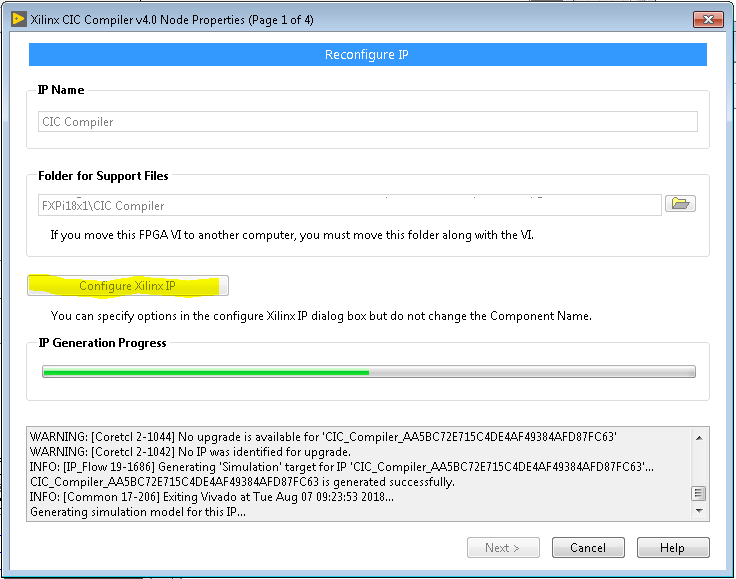 Xilinx CIC Compiler v4.0 Node Properties (Page 1 of 4)
Reconfigure IP
IP Name
CIC Compiler
Folder for Support Files
FXPi18x1\CIC Compiler
If you move this FPGA VI to another computer, you must move this folder along with the VI.
Configure Xilinx IP
You can specify options in the configure Xilinx IP dialog box but do not change the Component Name.
IP Generation Progress
WARNING: [Coretcl 2-1044] No upgrade is available for 'CIC_Compiler_AA5BC72E715C4DE4AF49384AFD87FC63'
WARNING: [Coretcl 2-1042] No IP was identified for upgrade.
INFO: [IP_Flow 19-1686] Generating 'Simulation' target for IP 'CIC_Compiler_AA5BC72E715C4DE4AF49384AFD87FC63'...
CIC_Compiler_AA5BC72E715C4DE4AF49384AFD87FC63 is generated successfully.
INFO: [Common 17-206] Exiting Vivado at Tue Aug 07 09:23:53 2018...
Generating simulation model for this IP...
Next >
Cancel
Help